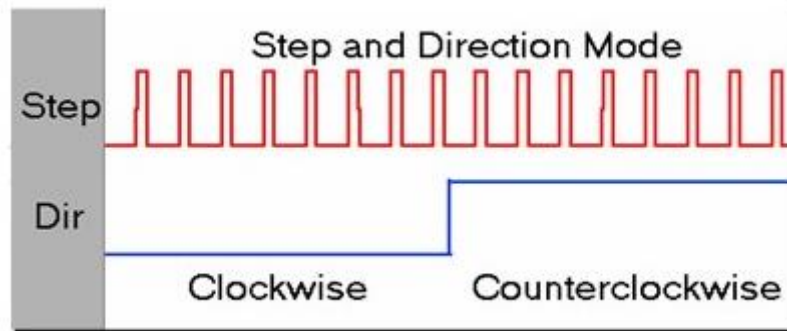 Step and Direction Mode
Step
Dir
Clockwise
Counterclockwise